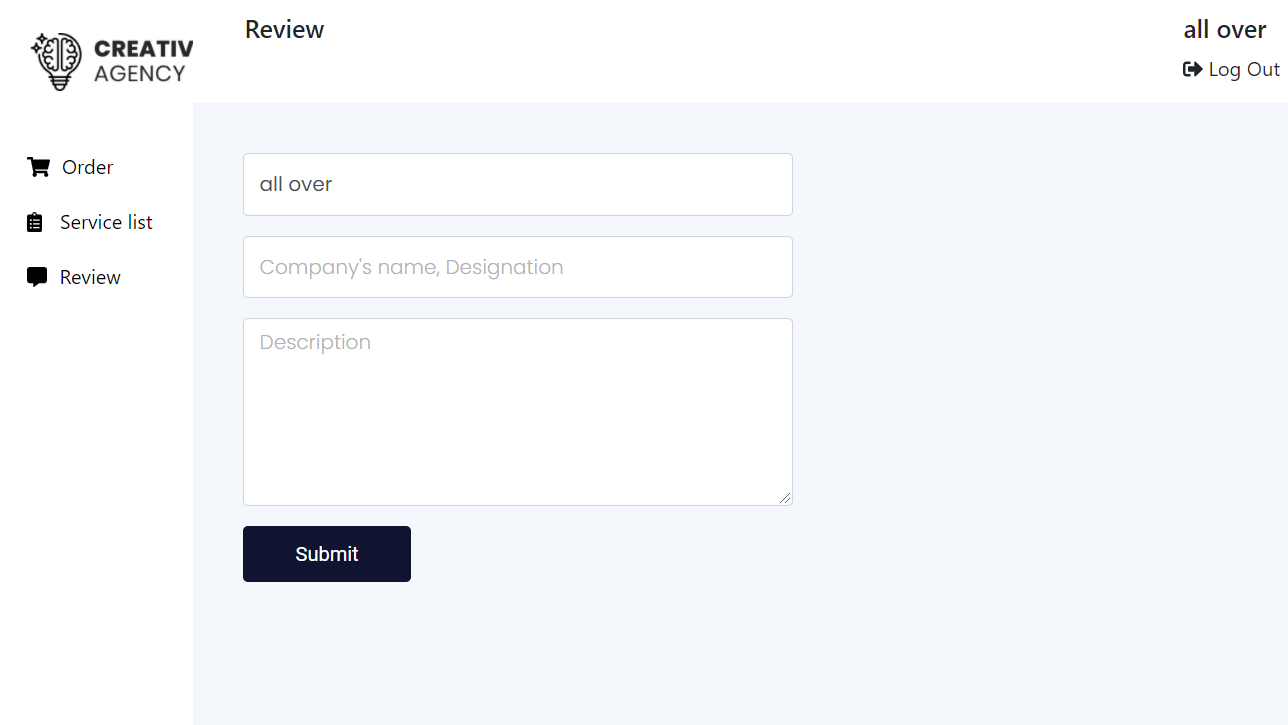 CREATIV
AGENCY
Review
all over
Log Out
Order
Service list
Review
all over
Company's name, Designation
Description
Submit